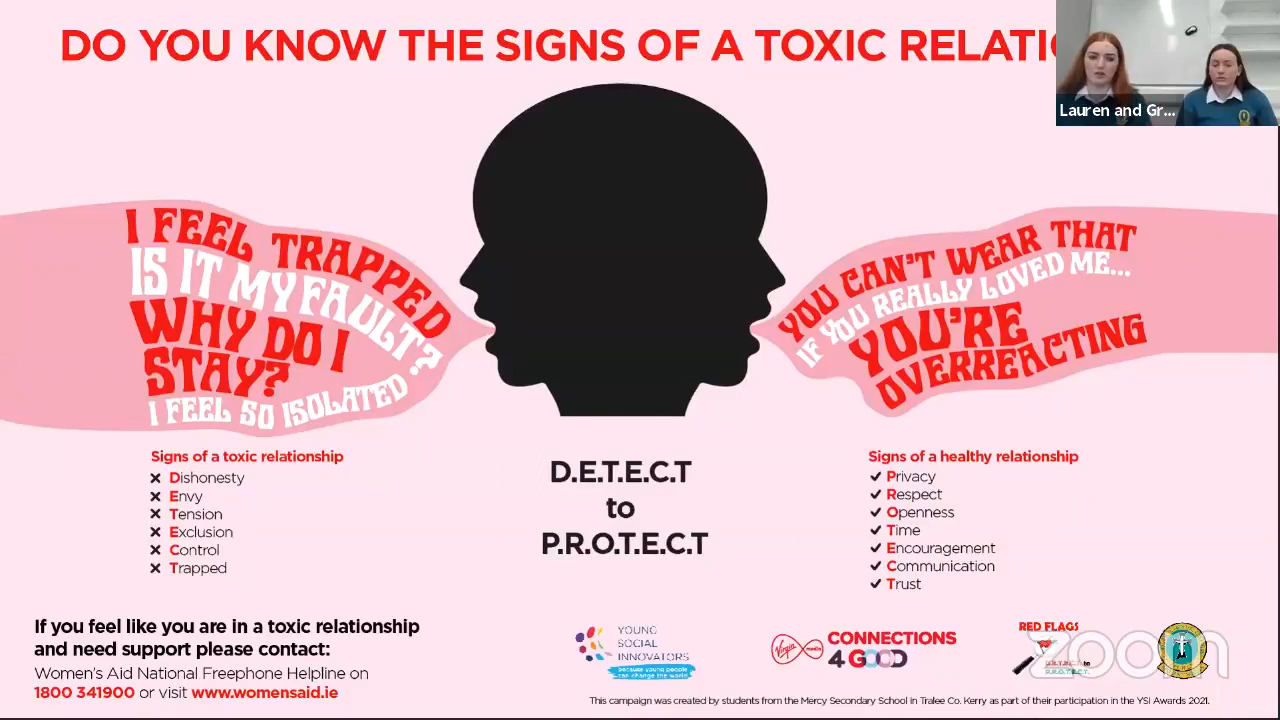 DO YOU KNOW THE SIGNS OF A TOXIC RELATIO
Lauren and Gr...
I FEEL TRAPPED
IS IT MY FAULT?
WHY DO I
STAY?
I FEEL SO ISOLATED
YOU CAN'T WEAR THAT
IF YOU REALLY LOVED ME...
YOU'RE
OVERREACTING
Signs of a toxic relationship
Dishonesty
Envy
Tension
Exclusion
Control
Trapped
D.E.T.E.C.T
to
P.R.O.T.E.C.T
Signs of a healthy relationship
Privacy
Respect
Openness
Time
Encouragement
Communication
Trust
If you feel like you are in a toxic relationship
and need support please contact:
Women's Aid National Freephone Helpline
1800 341900 or visit www.womensaid.ie
YOUNG
SOCIAL
INNOVATORS
because young people
can change the world
Virgin media
CONNECTIONS
4 GOOD
RED FLAGS
D.E.T.E.C.T to
P.R.O.T.E.C.T.
zoom
This campaign was created by students from the Mercy Secondary School in Tralee Co. Kerry as part of their participation in the YSI Awards 2021.